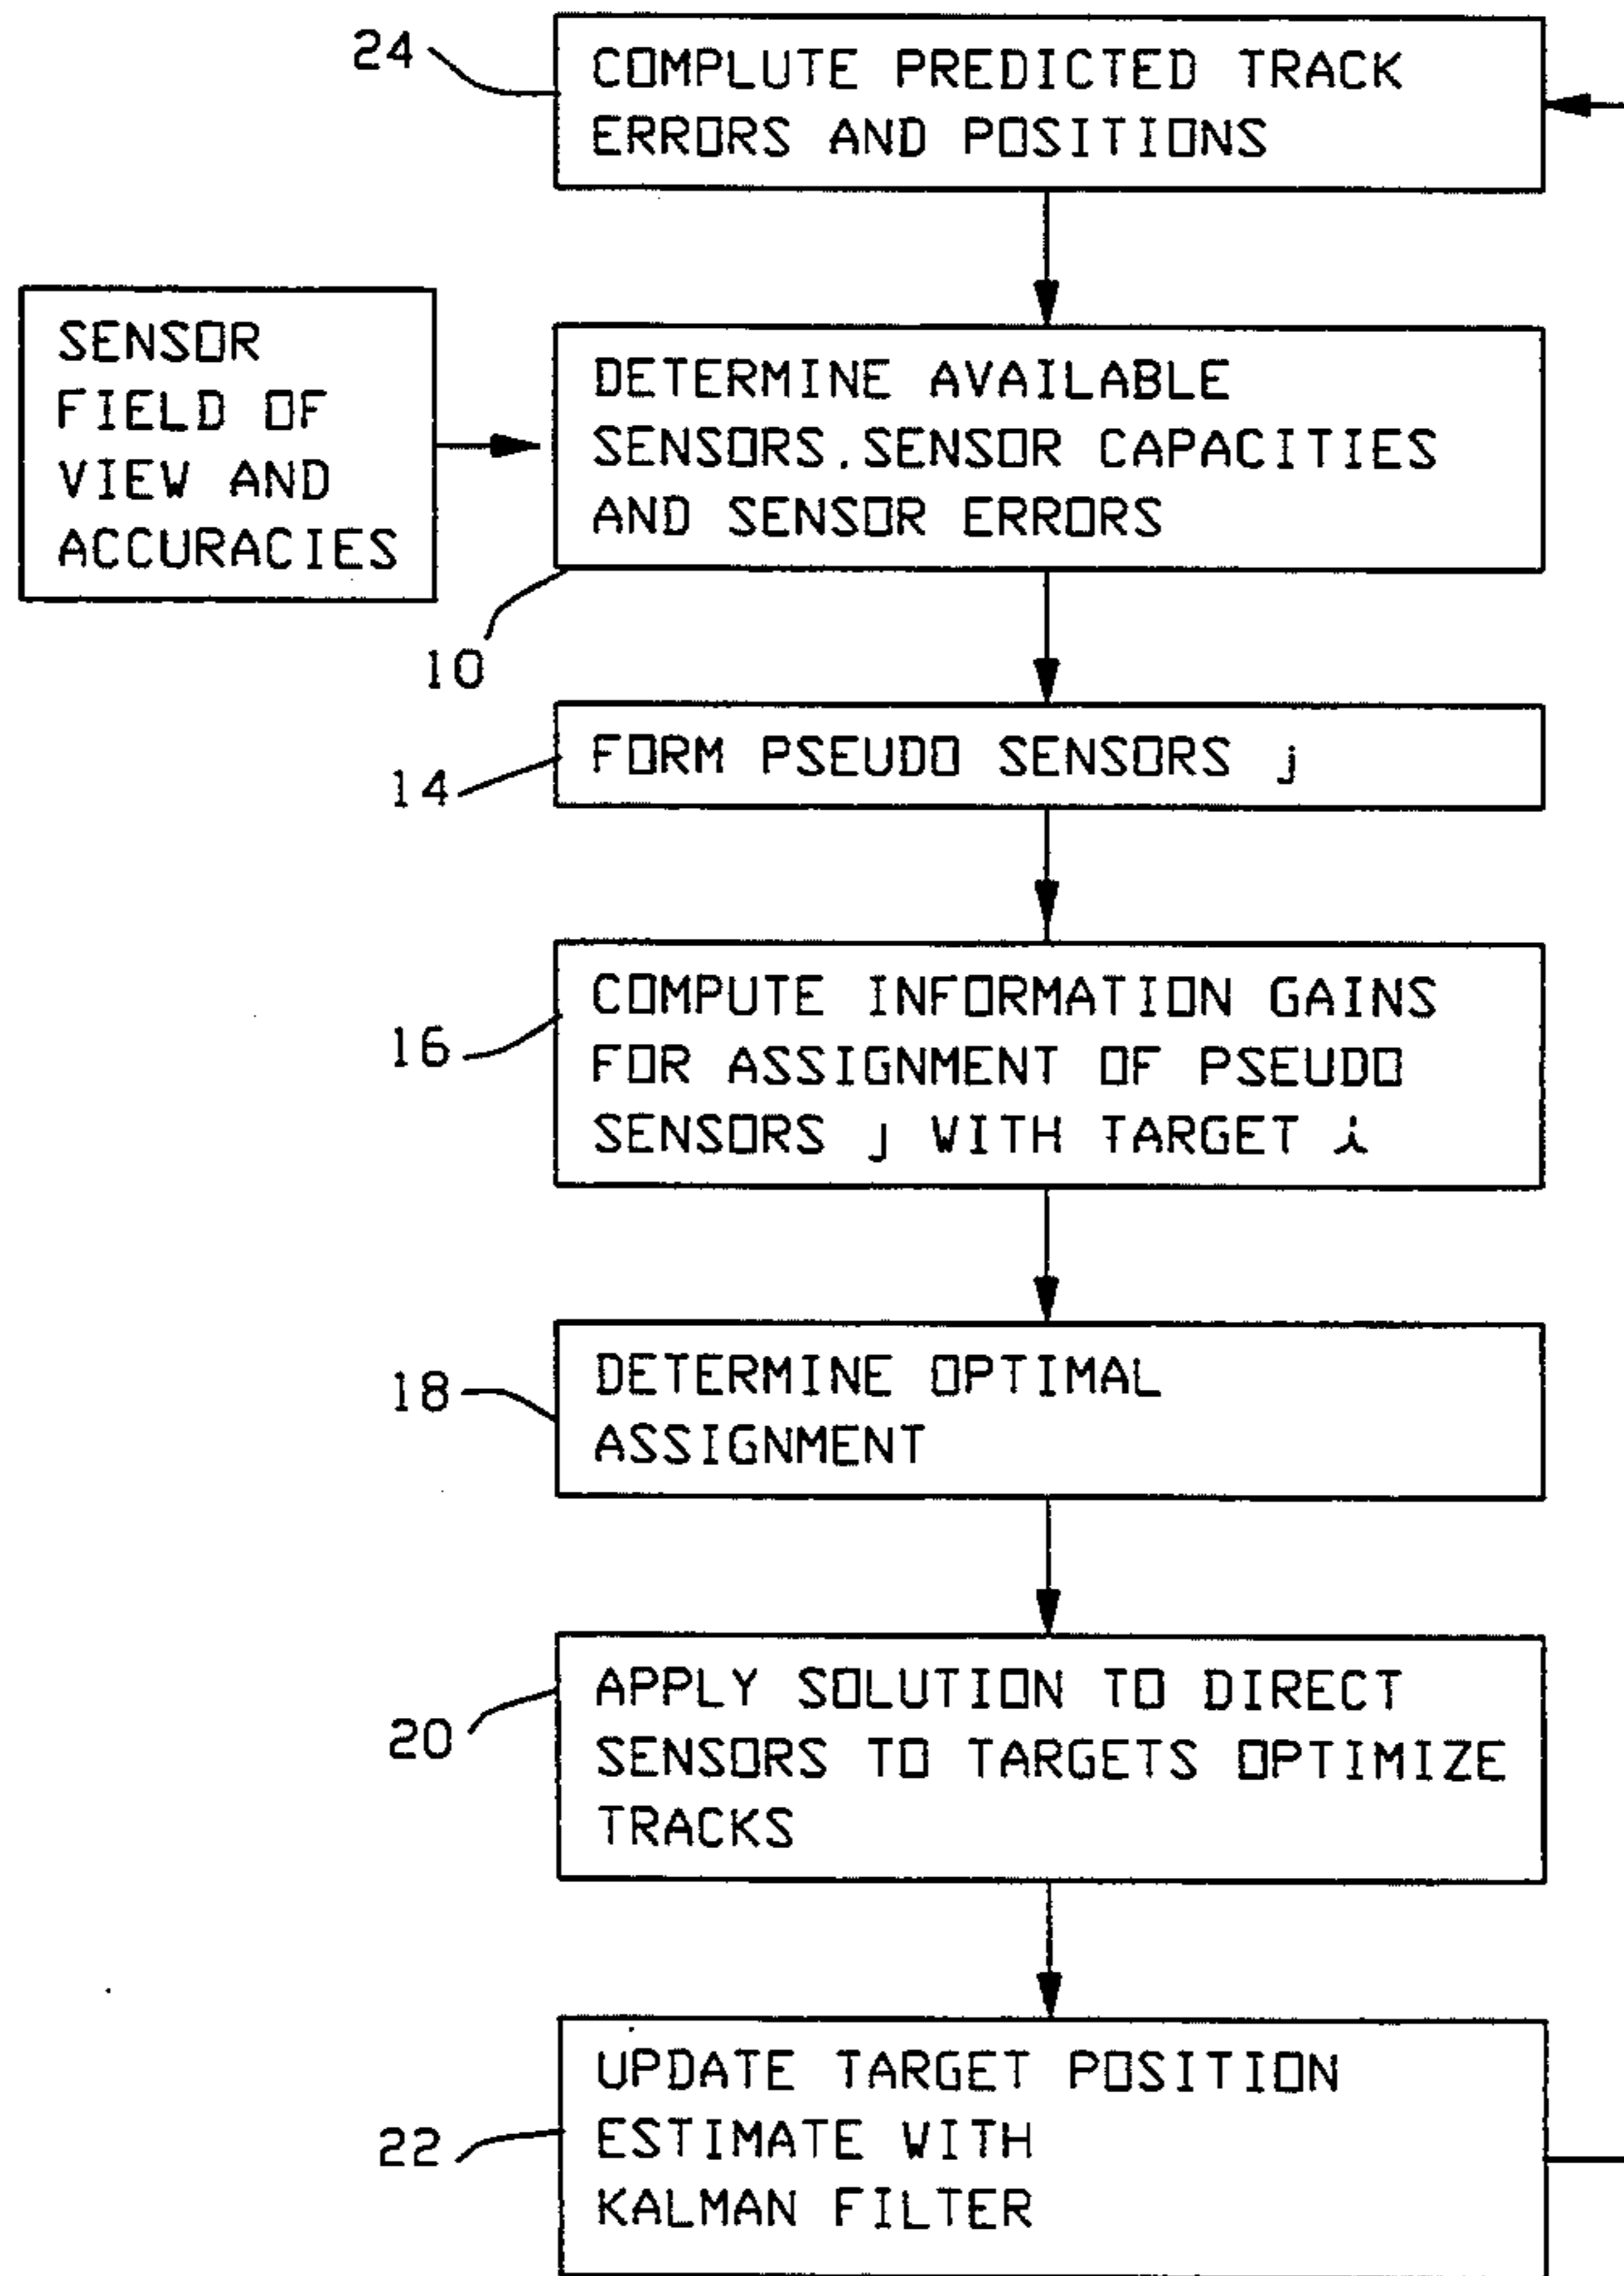 24
COMPLUTE PREDICTED TRACK
ERRORS AND POSITIONS
SENSOR
FIELD OF
VIEW AND
ACCURACIES
DETERMINE AVAILABLE
SENSORS.SENSOR CAPACITIES
AND SENSOR ERRORS
10
14
FORM PSEUDO SENSORS j
16
COMPUTE INFORMATION GAINS
FOR ASSIGNMENT OF PSEUDO
SENSORS j WITH TARGET i
18
DETERMINE OPTIMAL
ASSIGNMENT
20
APPLY SOLUTION TO DIRECT
SENSORS TO TARGETS OPTIMIZE
TRACKS
22
UPDATE TARGET POSITION
ESTIMATE WITH
KALMAN FILTER